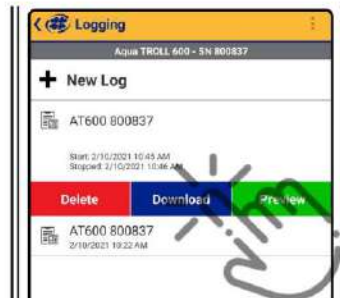 Logging
Aqua TROLL 600 - SN 800837
New Log
AT600 800837
Start: 2/10/2021 10:45 AM
Stopped: 2/10/2021 10:46 AM
Delete Download Preview
AT600 800837
2/10/2021 10:22 AM